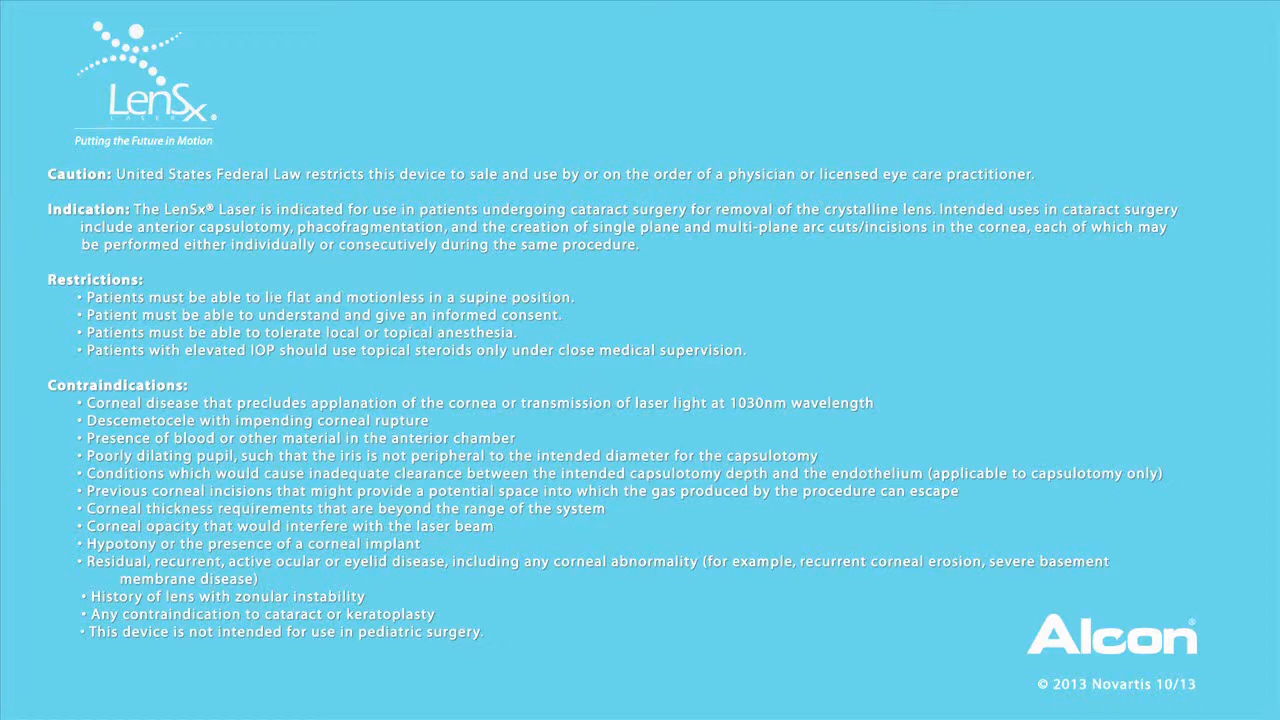 LenSx®
LASER
Putting the Future in Motion
Caution: United States Federal Law restricts this device to sale and use by or on the order of a physician or licensed eye care practitioner.
Indication: The LenSx® Laser is indicated for use in patients undergoing cataract surgery for removal of the crystalline lens. Intended uses in cataract surgery
include anterior capsulotomy, phacofragmentation, and the creation of single plane and multi-plane arc cuts/incisions in the cornea, each of which may
be performed either individually or consecutively during the same procedure.
Restrictions:
• Patients must be able to lie flat and motionless in a supine position.
• Patient must be able to understand and give an informed consent.
• Patients must be able to tolerate local or topical anesthesia.
• Patients with elevated IOP should use topical steroids only under close medical supervision.
Contraindications:
• Corneal disease that precludes applanation of the cornea or transmission of laser light at 1030nm wavelength
• Descemetocele with impending corneal rupture
• Presence of blood or other material in the anterior chamber
• Poorly dilating pupil, such that the iris is not peripheral to the intended diameter for the capsulotomy
• Conditions which would cause inadequate clearance between the intended capsulotomy depth and the endothelium (applicable to capsulotomy only)
• Previous corneal incisions that might provide a potential space into which the gas produced by the procedure can escape
• Corneal thickness requirements that are beyond the range of the system
• Corneal opacity that would interfere with the laser beam
• Hypotony or the presence of a corneal implant
• Residual, recurrent, active ocular or eyelid disease, including any corneal abnormality (for example, recurrent corneal erosion, severe basement
membrane disease)
• History of lens with zonular instability
• Any contraindication to cataract or keratoplasty
• This device is not intended for use in pediatric surgery.
Alcon®
© 2013 Novartis 10/13